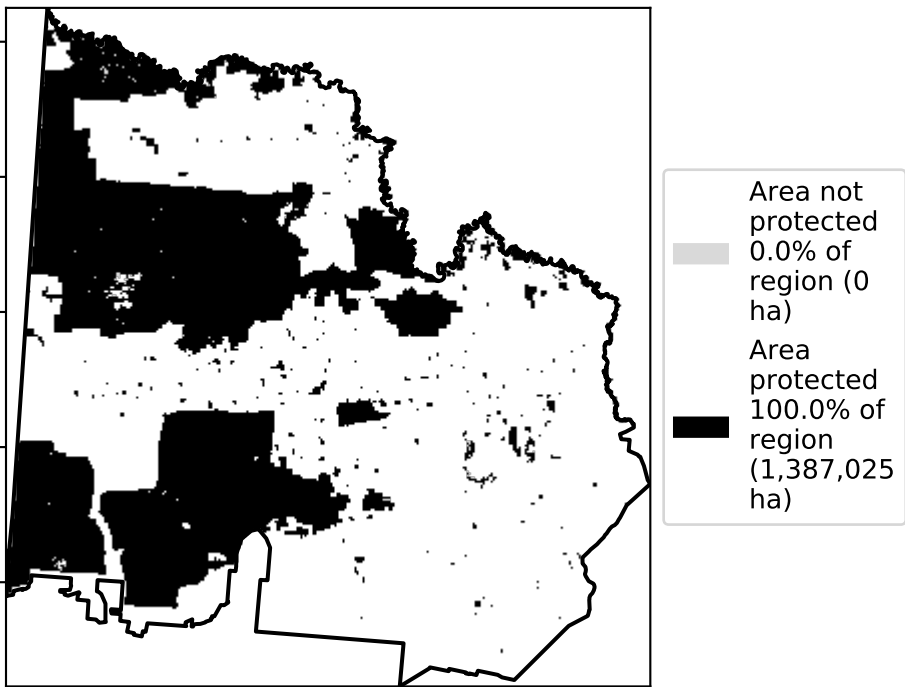 Area not
protected
0.0% of
region (0
ha)
Area
protected
100.0% of
region
(1,387,025
ha)